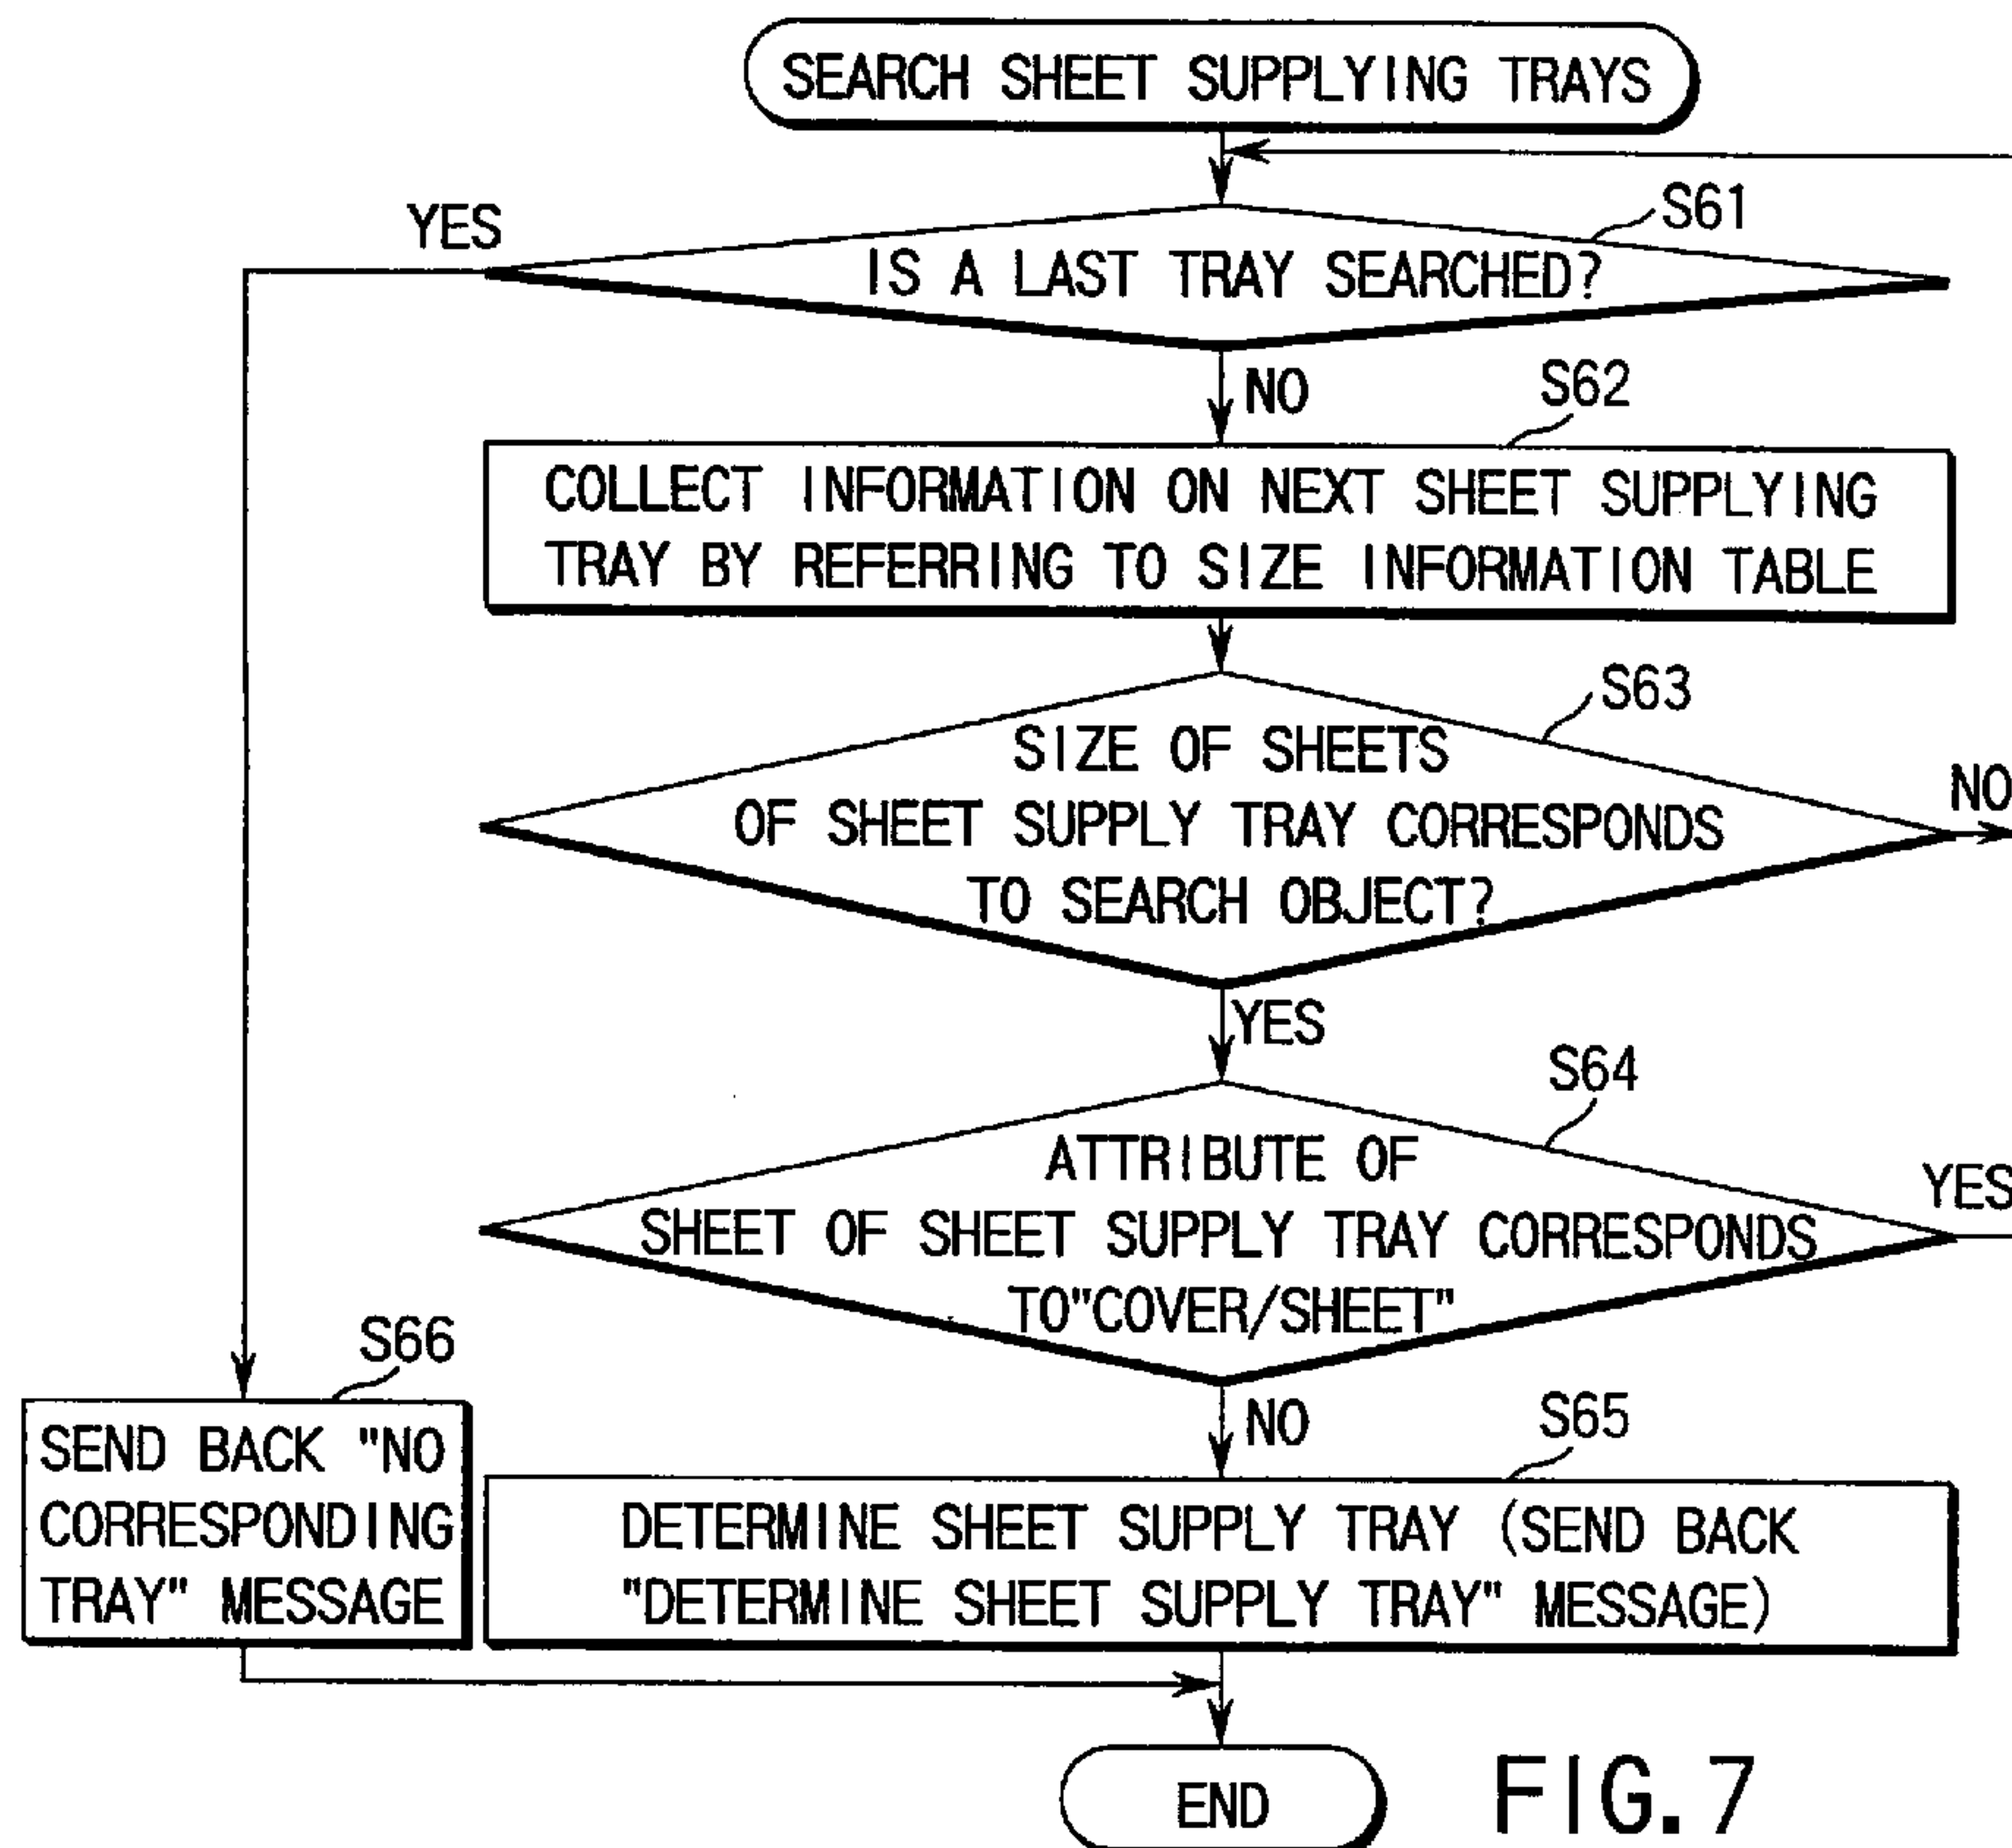 SEARCH SHEET SUPPLYING TRAYS
S61
YES
IS A LAST TRAY SEARCHED?
NO
S62
COLLECT INFORMATION ON NEXT SHEET SUPPLYING
TRAY BY REFERRING TO SIZE INFORMATION TABLE
S63
SIZE OF SHEETS
OF SHEET SUPPLY TRAY CORRESPONDS
TO SEARCH OBJECT?
NO
YES
S64
ATTRIBUTE OF
SHEET OF SHEET SUPPLY TRAY CORRESPONDS
TO"COVER/SHEET"
YES
NO
S66
SEND BACK "NO
CORRESPONDING
TRAY" MESSAGE
S65
DETERMINE SHEET SUPPLY TRAY (SEND BACK
"DETERMINE SHEET SUPPLY TRAY" MESSAGE)
END
FIG. 7